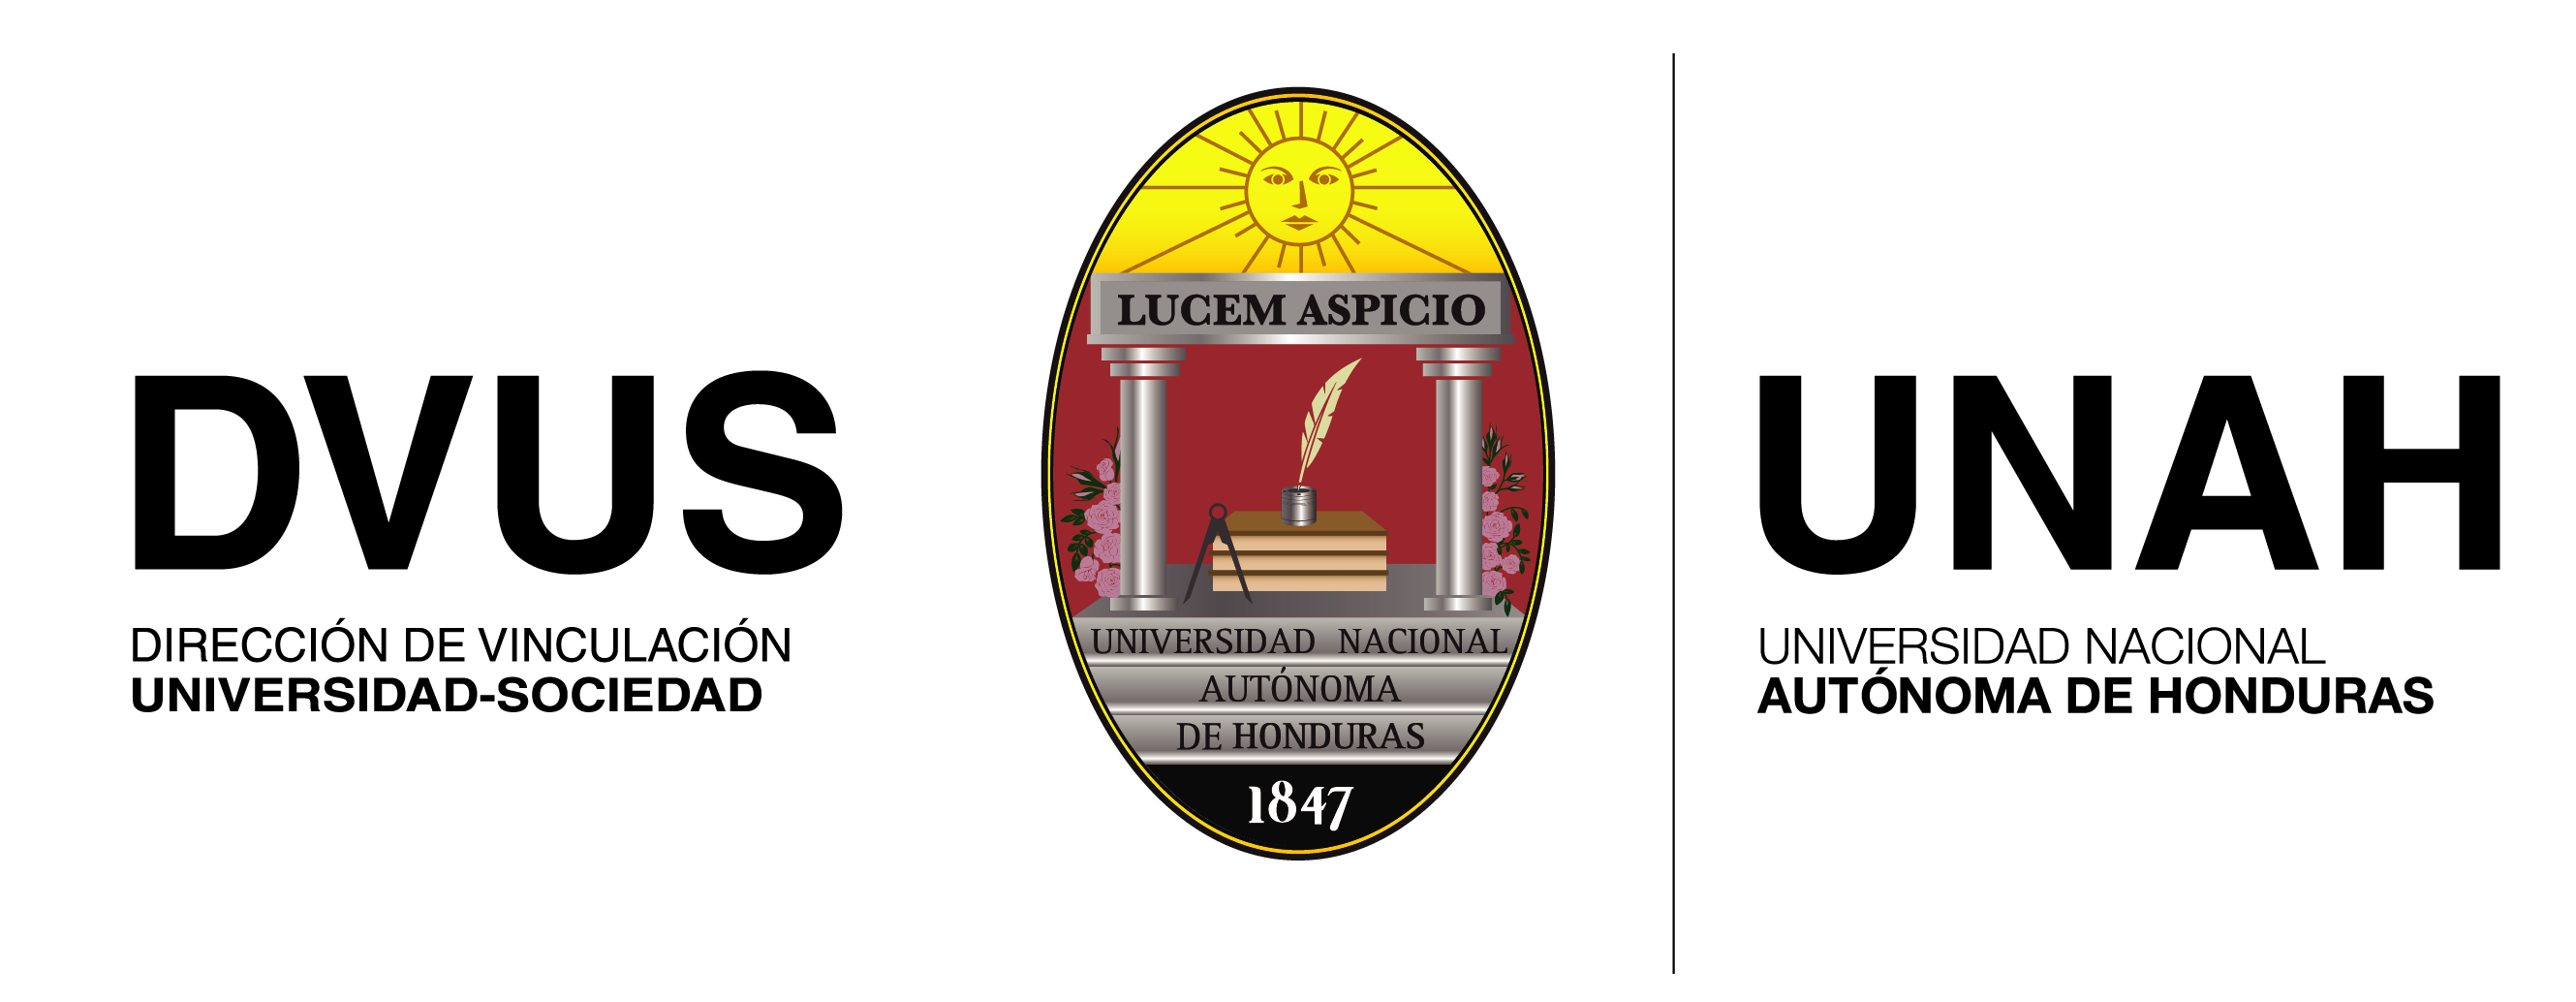 DVUS
DIRECCIÓN DE VINCULACIÓN
UNIVERSIDAD-SOCIEDAD
LUCEM ASPICIO
UNIVERSIDAD NACIONAL
AUTÓNOMA
DE HONDURAS
1847
UNAH
UNIVERSIDAD NACIONAL
AUTÓNOMA DE HONDURAS